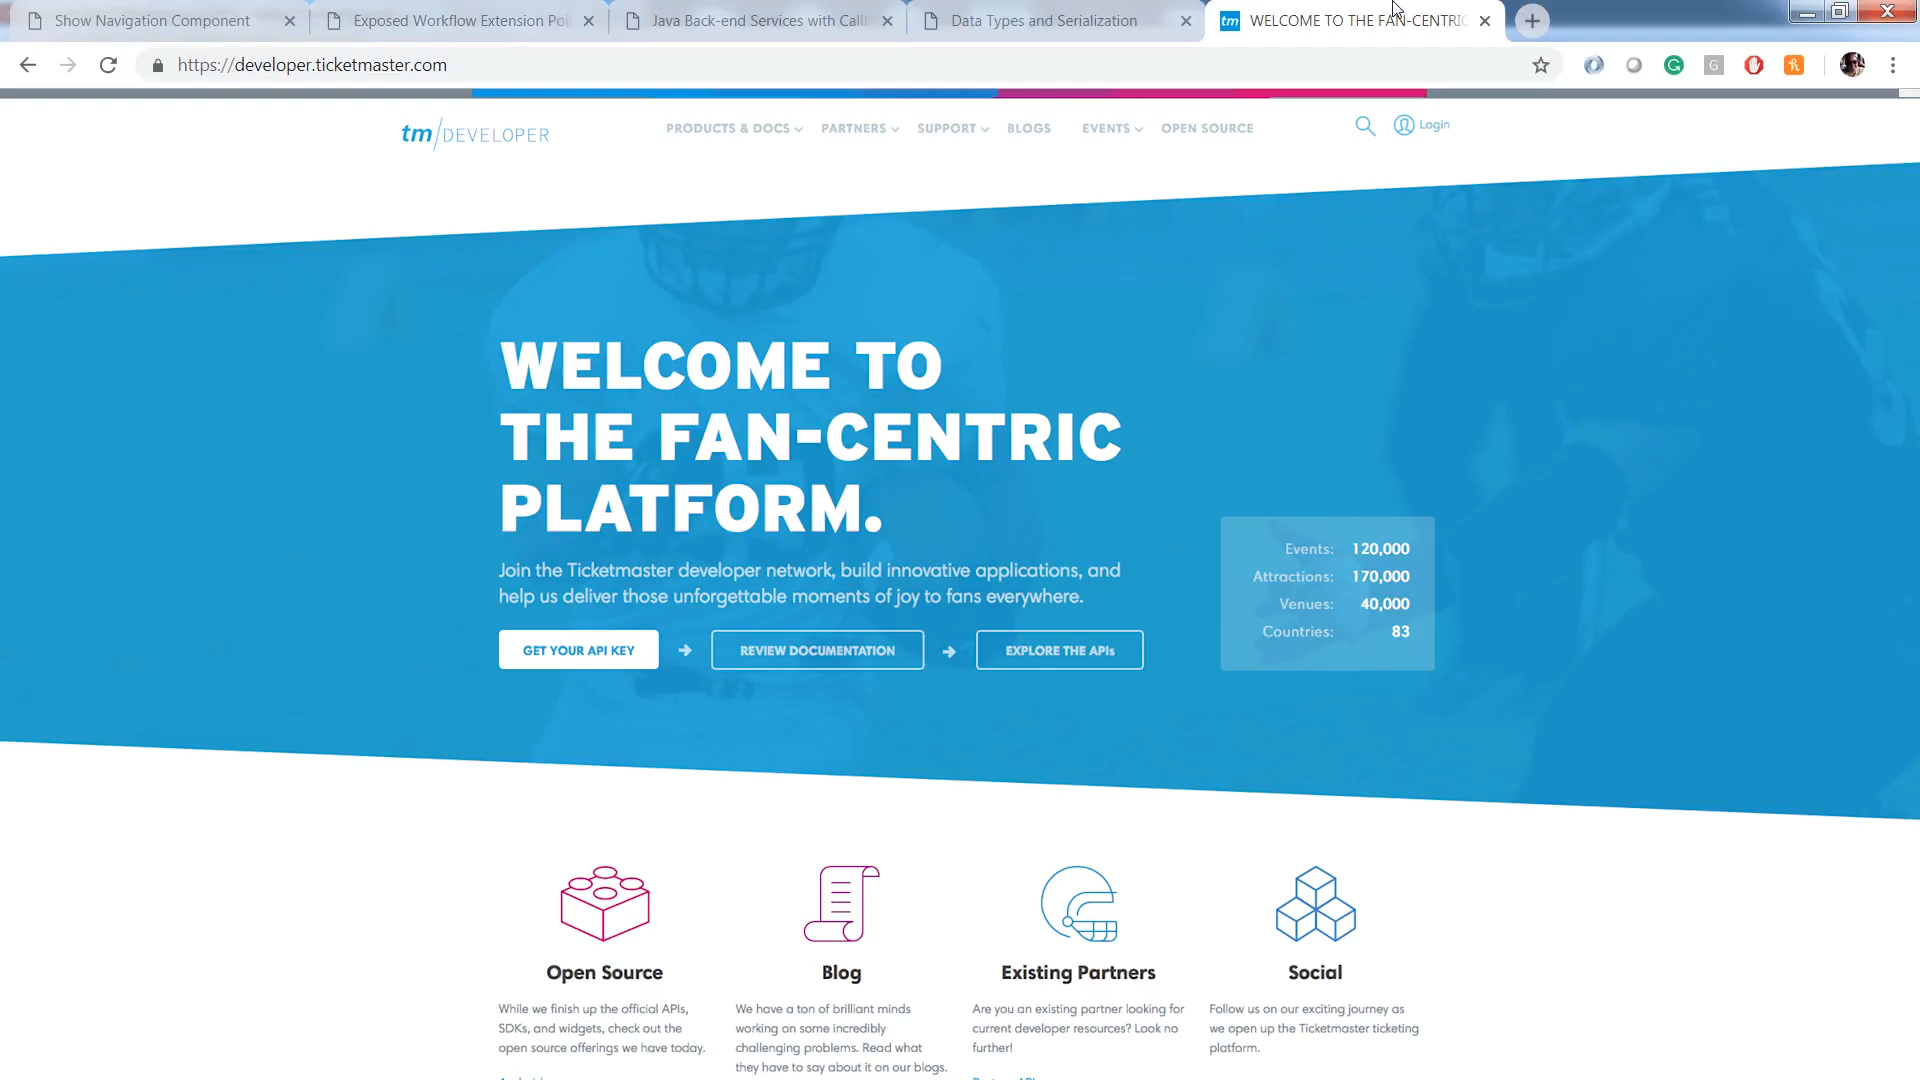 Show Navigation Component
Exposed Workflow Extension Poi
Java Back-end Services with Callb
Data Types and Serialization
tm
WELCOME TO THE FAN-CENTRIC
https://developer.ticketmaster.com
tm/DEVELOPER
PRODUCTS & DOCS
PARTNERS
SUPPORT
BLOGS
EVENTS
OPEN SOURCE
Login
WELCOME TO
THE FAN-CENTRIC
PLATFORM.
Join the Ticketmaster developer network, build innovative applications, and
help us deliver those unforgettable moments of joy to fans everywhere.
GET YOUR API KEY
REVIEW DOCUMENTATION
EXPLORE THE APIs
Events: 120,000
Attractions: 170,000
Venues: 40,000
Countries: 83
Open Source
While we finish up the official APIs,
SDKs, and widgets, check out the
open source offerings we have today.
Blog
We have a ton of brilliant minds
working on some incredibly
challenging problems. Read what
they have to say about it on our blogs.
Existing Partners
Are you an existing partner looking for
current developer resources? Look no
further!
Social
Follow us on our exciting journey as
we open up the Ticketmaster ticketing
platform.